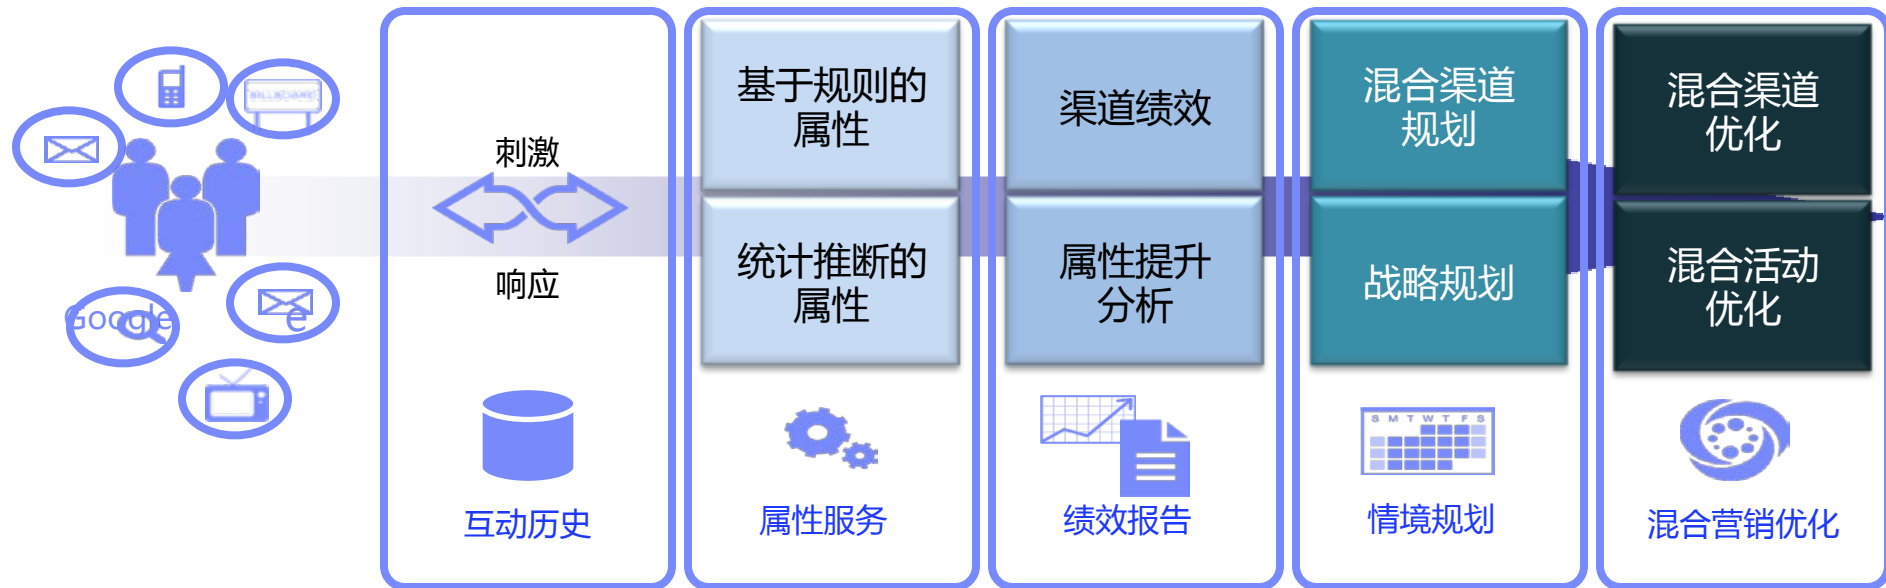 BILLBOARD
Google
e
刺激
响应
互动历史
基于规则的
属性
统计推断的
属性
属性服务
渠道绩效
属性提升
分析
绩效报告
混合渠道
规划
战略规划
S M T W T F S
情境规划
混合渠道
优化
混合活动
优化
混合营销优化